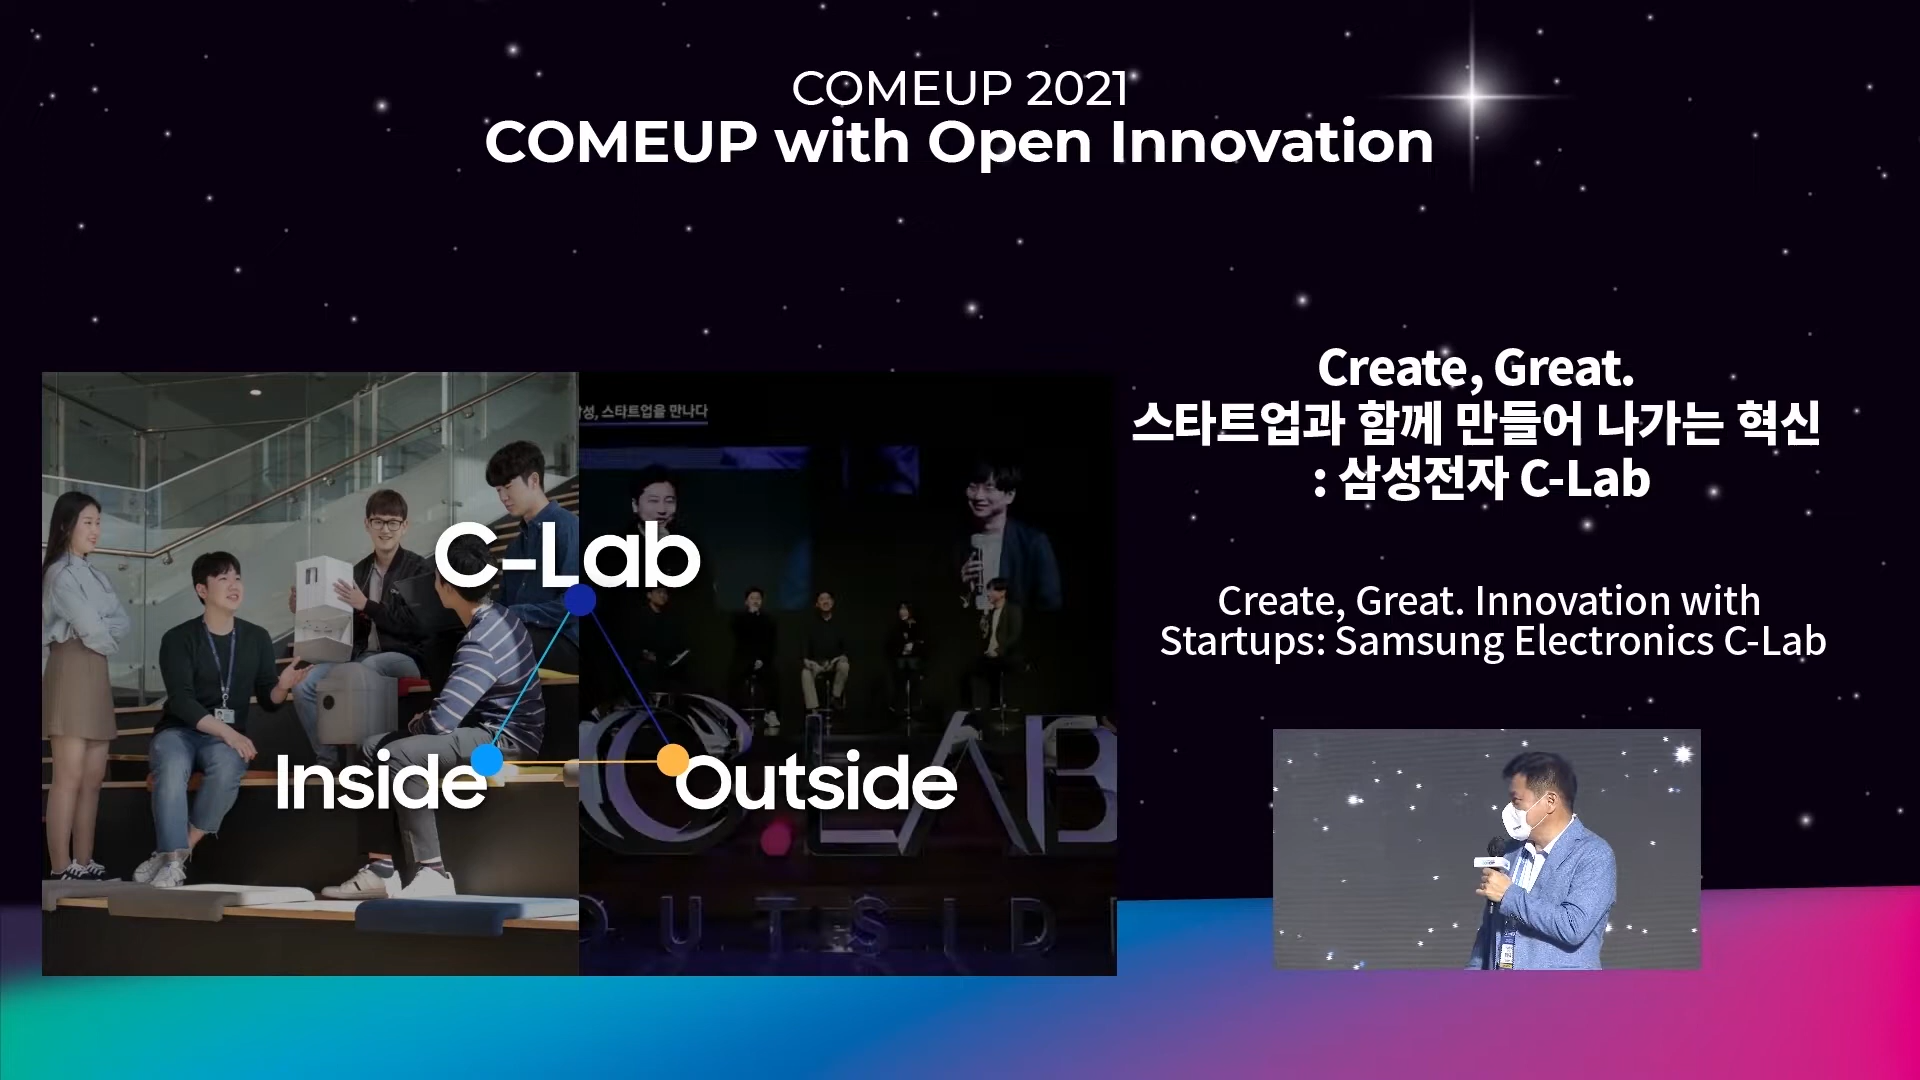 COMEUP 2021
COMEUP with Open Innovation
Create, Great.
스타트업과 함께 만들어 나가는 혁신
: 삼성전자 C-Lab
Create, Great. Innovation with
Startups: Samsung Electronics C-Lab
성, 스타트업을 만나다
C-Lab
Inside
Outside
C.LAB
OUTSID